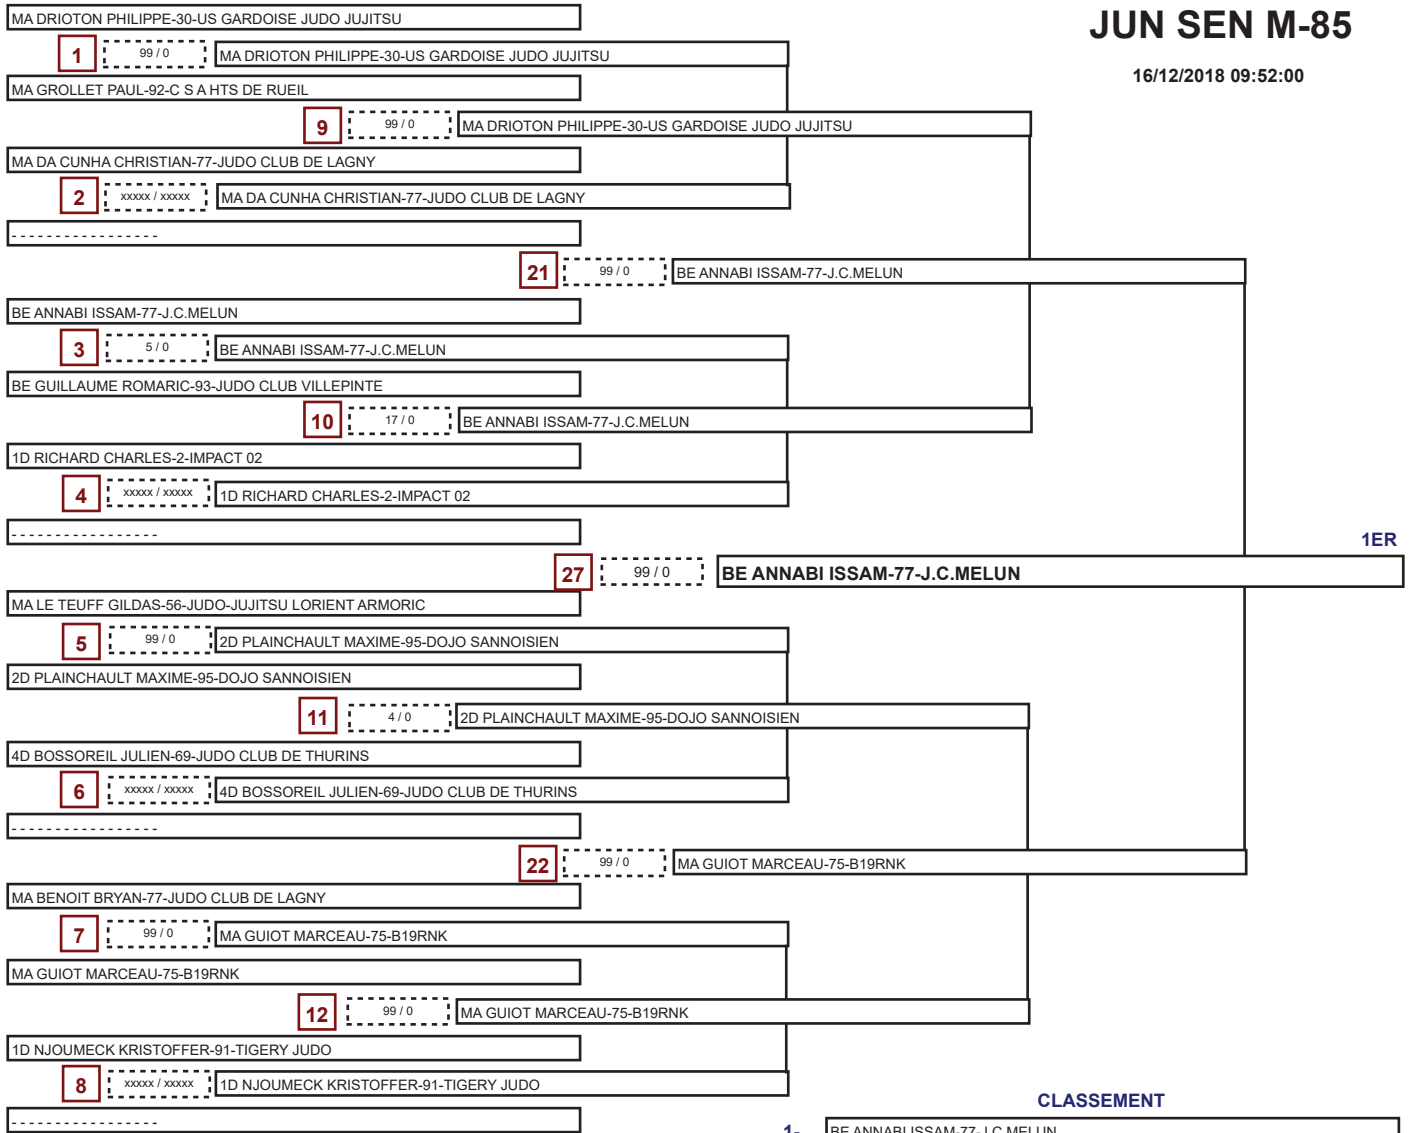 MA DRIOTON PHILIPPE-30-US GARDOISE JUDO JUJITSU
JUN SEN M-85
1 99 / 0 MA DRIOTON PHILIPPE-30-US GARDOISE JUDO JUJITSU
16/12/2018 09:52:00
MA GROLLET PAUL-92-C S A HTS DE RUEIL
9 99 / 0 MA DRIOTON PHILIPPE-30-US GARDOISE JUDO JUJITSU
MA DA CUNHA CHRISTIAN-77-JUDO CLUB DE LAGNY
2 xxxxx / xxxxx MA DA CUNHA CHRISTIAN-77-JUDO CLUB DE LAGNY
- - - - - - - - - - - - - - - - -
21 99 / 0 BE ANNABI ISSAM-77-J.C.MELUN
BE ANNABI ISSAM-77-J.C.MELUN
3 5 / 0 BE ANNABI ISSAM-77-J.C.MELUN
BE GUILLAUME ROMARIC-93-JUDO CLUB VILLEPINTE
10 17 / 0 BE ANNABI ISSAM-77-J.C.MELUN
1D RICHARD CHARLES-2-IMPACT 02
4 xxxxx / xxxxx 1D RICHARD CHARLES-2-IMPACT 02
- - - - - - - - - - - - - - - - -
1ER
27 99 / 0 BE ANNABI ISSAM-77-J.C.MELUN
MA LE TEUFF GILDAS-56-JUDO-JUJITSU LORIENT ARMORIC
5 99 / 0 2D PLAINCHAULT MAXIME-95-DOJO SANNOISIEN
2D PLAINCHAULT MAXIME-95-DOJO SANNOISIEN
11 4 / 0 2D PLAINCHAULT MAXIME-95-DOJO SANNOISIEN
4D BOSSOREIL JULIEN-69-JUDO CLUB DE THURINS
6 xxxxx / xxxxx 4D BOSSOREIL JULIEN-69-JUDO CLUB DE THURINS
- - - - - - - - - - - - - - - - -
22 99 / 0 MA GUIOT MARCEAU-75-B19RNK
MA BENOIT BRYAN-77-JUDO CLUB DE LAGNY
7 99 / 0 MA GUIOT MARCEAU-75-B19RNK
MA GUIOT MARCEAU-75-B19RNK
12 99 / 0 MA GUIOT MARCEAU-75-B19RNK
1D NJOUMECK KRISTOFFER-91-TIGERY JUDO
8 xxxxx / xxxxx 1D NJOUMECK KRISTOFFER-91-TIGERY JUDO
- - - - - - - - - - - - - - - - -
CLASSEMENT
1- BE ANNABI ISSAM-77-J.C.MELUN